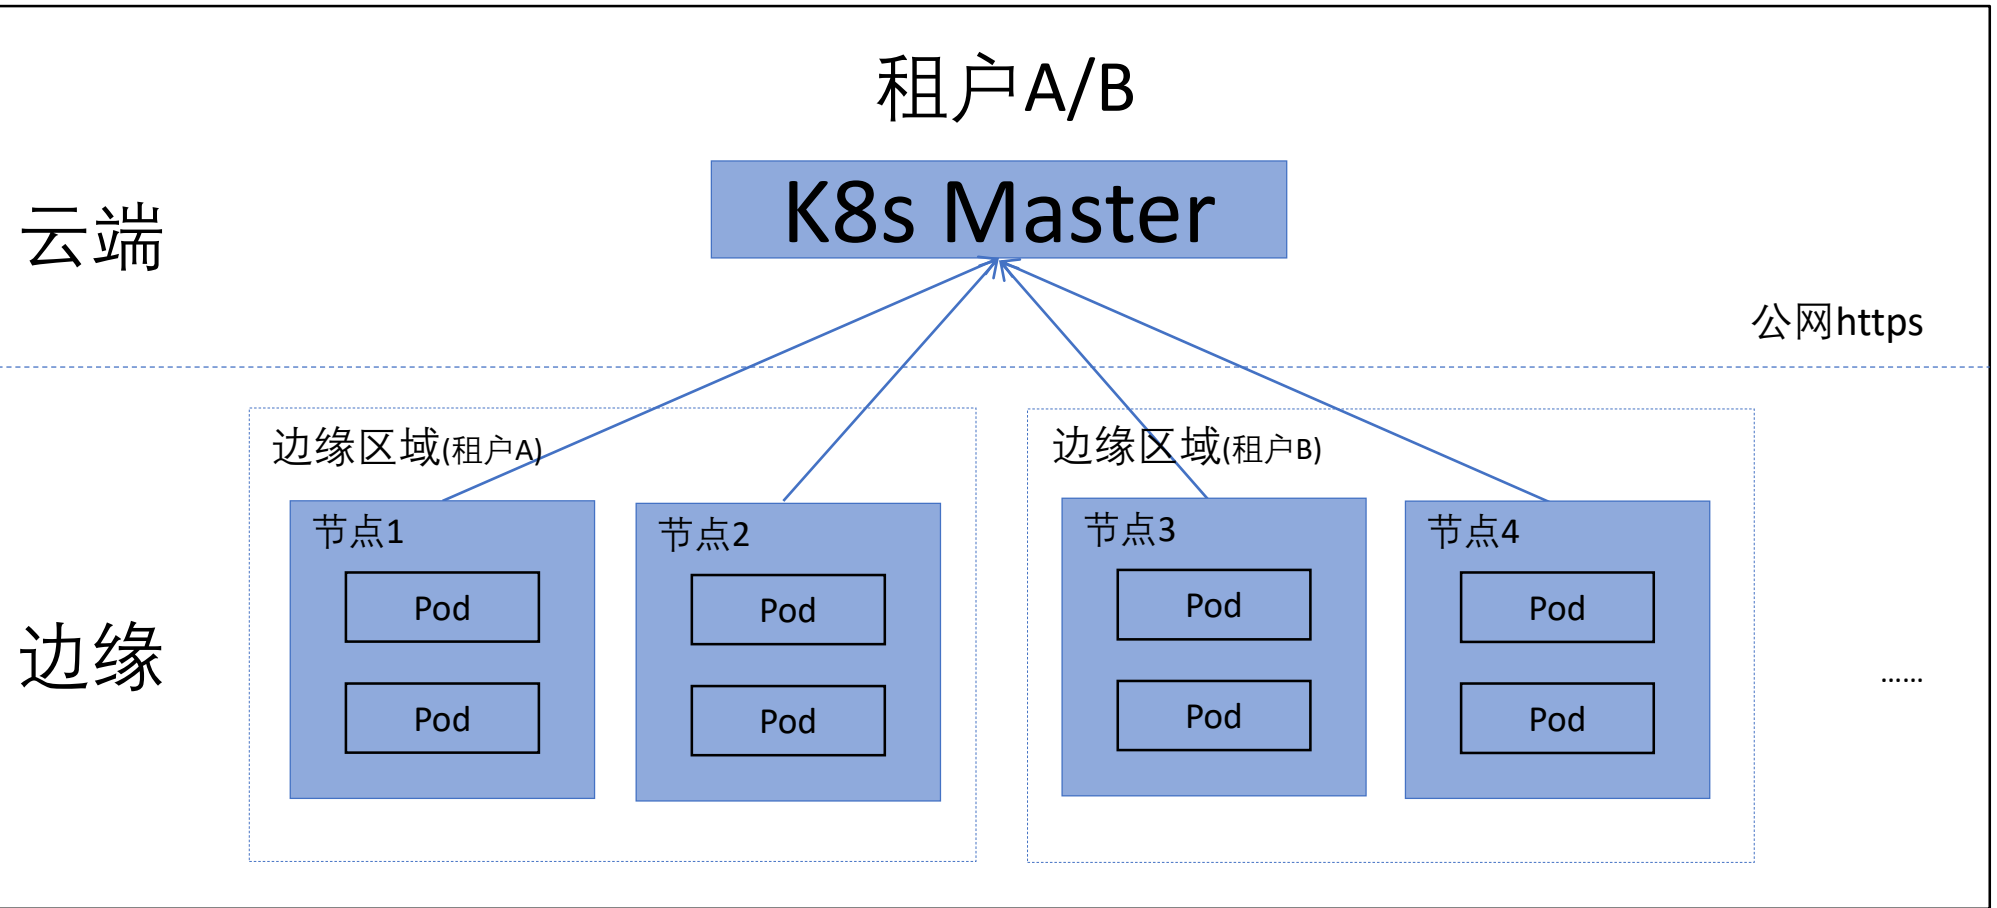 租户A/B
K8s Master
云端
公网https
边缘区域(租户A)
边缘区域(租户B)
节点1
节点2
节点3
节点4
Pod
Pod
Pod
Pod
边缘
Pod
Pod
Pod
Pod
……